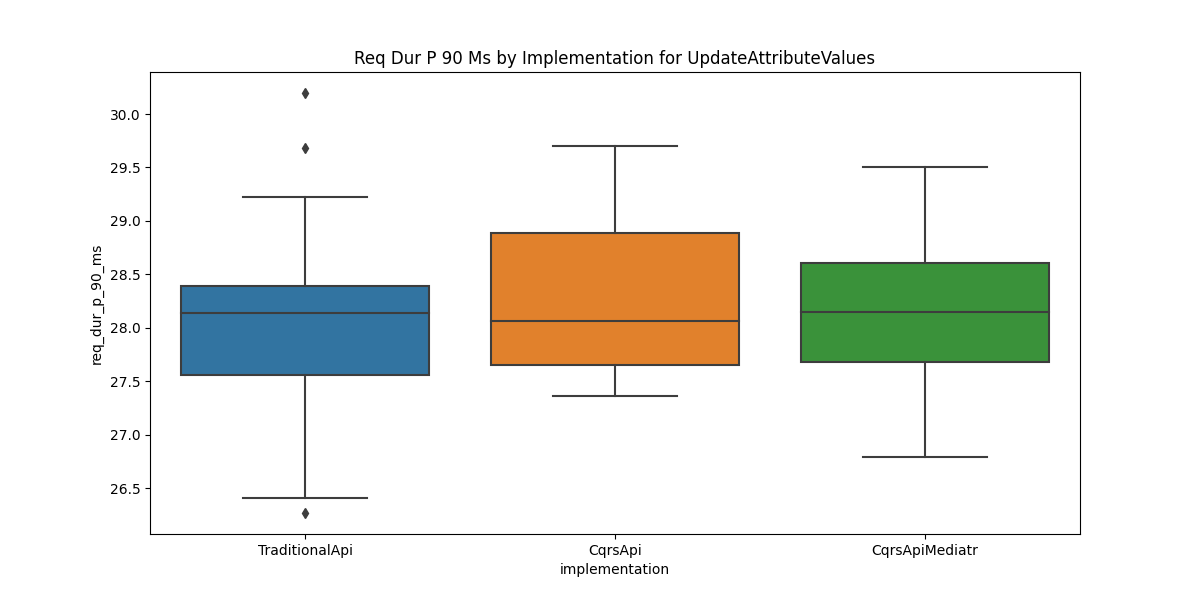 Req Dur P 90 Ms by Implementation for UpdateAttributeValues
30.0
29.5
29.0
28.5
28.0
27.5
27.0
26.5
req_dur_p_90_ms
TraditionalApi
CqrsApi
CqrsApiMediatr
implementation